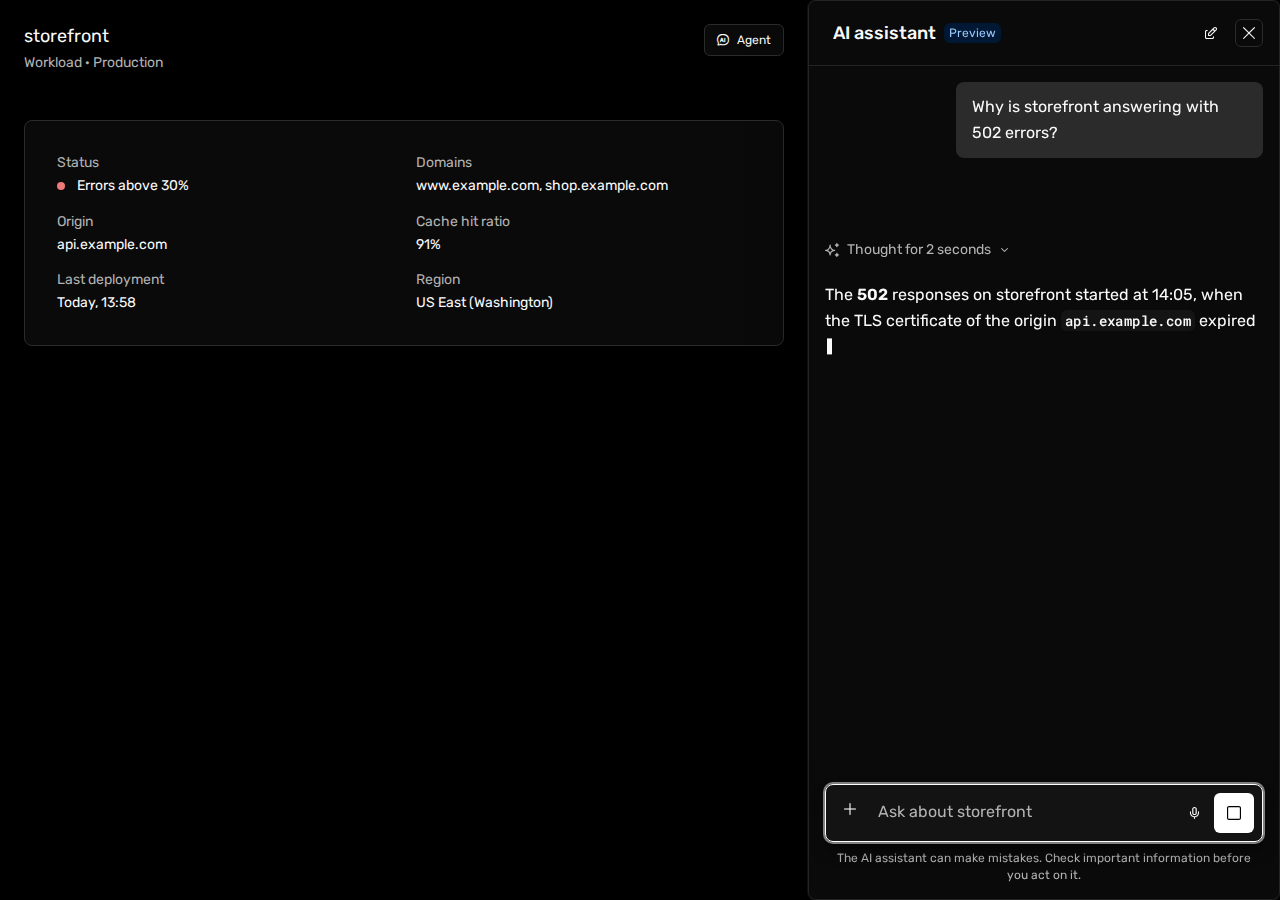 storefront
Workload • Production
Agent
Status
Errors above 30%
Domains
www.example.com, shop.example.com
Origin
api.example.com
Cache hit ratio
91%
Last deployment
Today, 13:58
Region
US East (Washington)
AI assistant
Preview
Why is storefront answering with
502 errors?
Thought for 2 seconds
The 502 responses on storefront started at 14:05, when
the TLS certificate of the origin api.example.com expired
Ask about storefront
The AI assistant can make mistakes. Check important information before
you act on it.